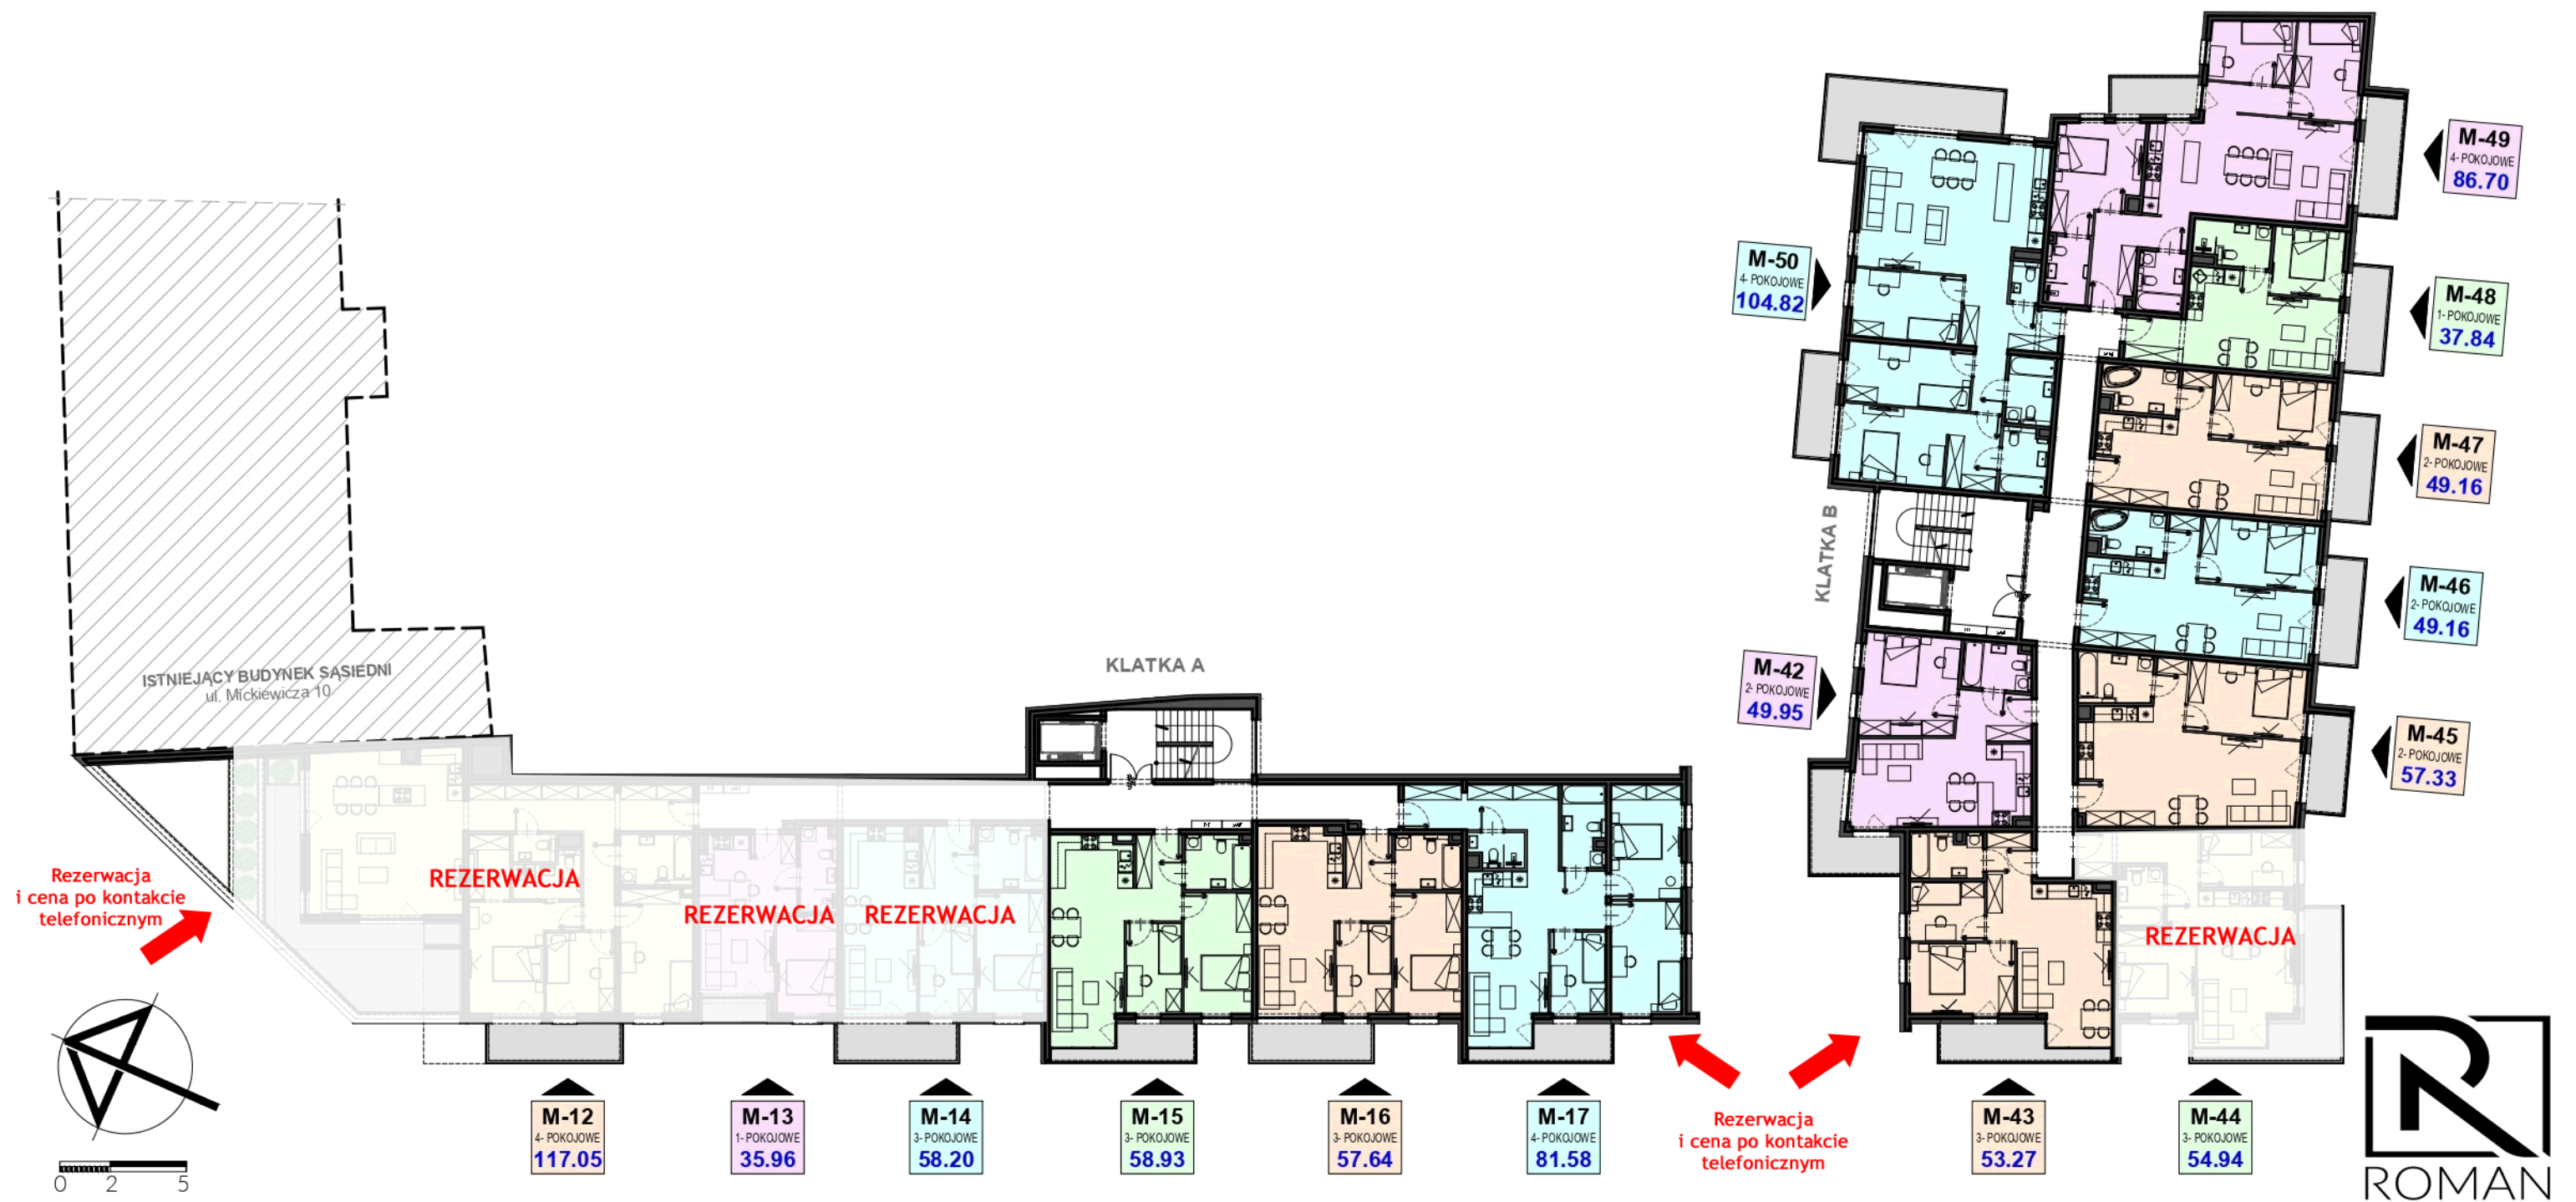 M-49
4- POKOJOWE
86.70
M-50
4- POKOJOWE
104.82
M-48
1- POKOJOWE
37.84
M-47
2- POKOJOWE
49.16
KLATKA B
M-46
2- POKOJOWE
49.16
M-42
2- POKOJOWE
49.95
M-45
2- POKOJOWE
57.33
ISTNIEJĄCY BUDYNEK SĄSIEDNI
ul. Mickiewicza 10
KLATKA A
Rezerwacja
i cena po kontakcie
telefonicznym
REZERWACJA
REZERWACJA
REZERWACJA
REZERWACJA
M-12
4- POKOJOWE
117.05
M-13
1- POKOJOWE
35.96
M-14
3- POKOJOWE
58.20
M-15
3- POKOJOWE
58.93
M-16
3- POKOJOWE
57.64
M-17
4- POKOJOWE
81.58
Rezerwacja
i cena po kontakcie
telefonicznym
M-43
3- POKOJOWE
53.27
M-44
3- POKOJOWE
54.94
0 2 5
ROMAN